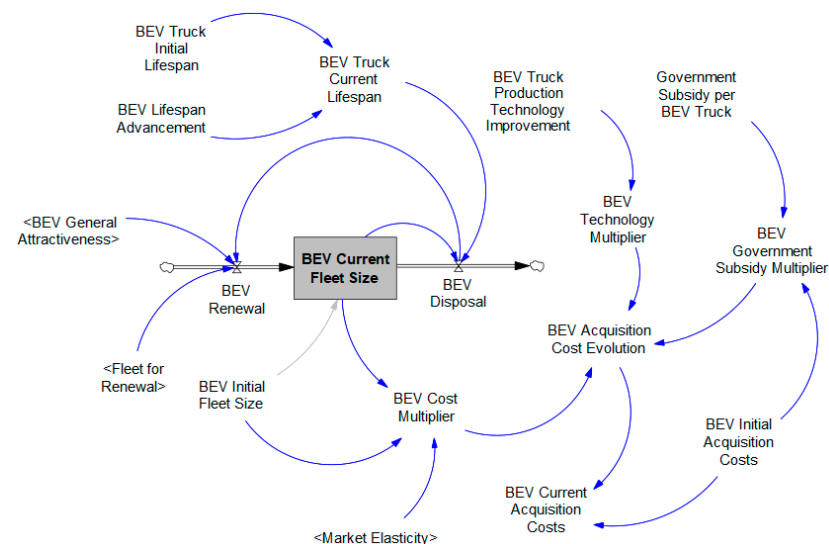 BEV Truck
Initial
Lifespan
BEV Truck
Current
Lifespan
BEV Lifespan
Advancement
BEV Truck
Production
Technology
Improvement
Government
Subsidy per
BEV Truck
<BEV General
Attractiveness>
BEV
Technology
Multiplier
BEV
Government
Subsidy Multiplier
BEV Current
Fleet Size
BEV
Renewal
BEV
Disposal
BEV Acquisition
Cost Evolution
<Fleet for
Renewal>
BEV Initial
Fleet Size
BEV Cost
Multiplier
BEV Initial
Acquisition
Costs
BEV Current
Acquisition
Costs
<Market Elasticity>